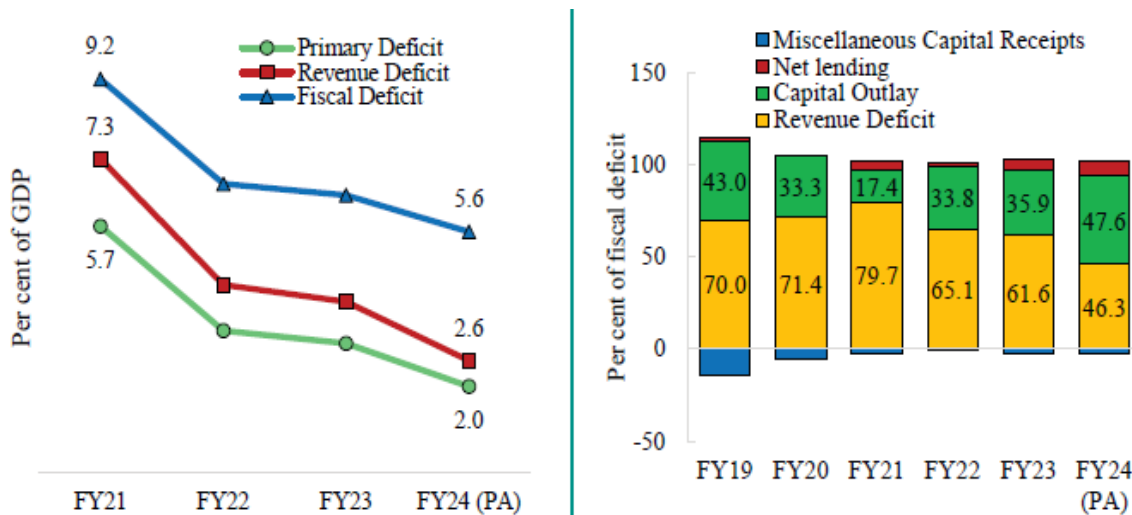 Per cent of GDP
Primary Deficit
Revenue Deficit
Fiscal Deficit
9.2
7.3
5.7
5.6
2.6
2.0
FY21 FY22 FY23 FY24 (PA)
Per cent of fiscal deficit
Miscellaneous Capital Receipts
Net lending
Capital Outlay
Revenue Deficit
150
100
50
0
-50
43.0 33.3 17.4 33.8 35.9 47.6
70.0 71.4 79.7 65.1 61.6 46.3
FY19 FY20 FY21 FY22 FY23 FY24
(PA)